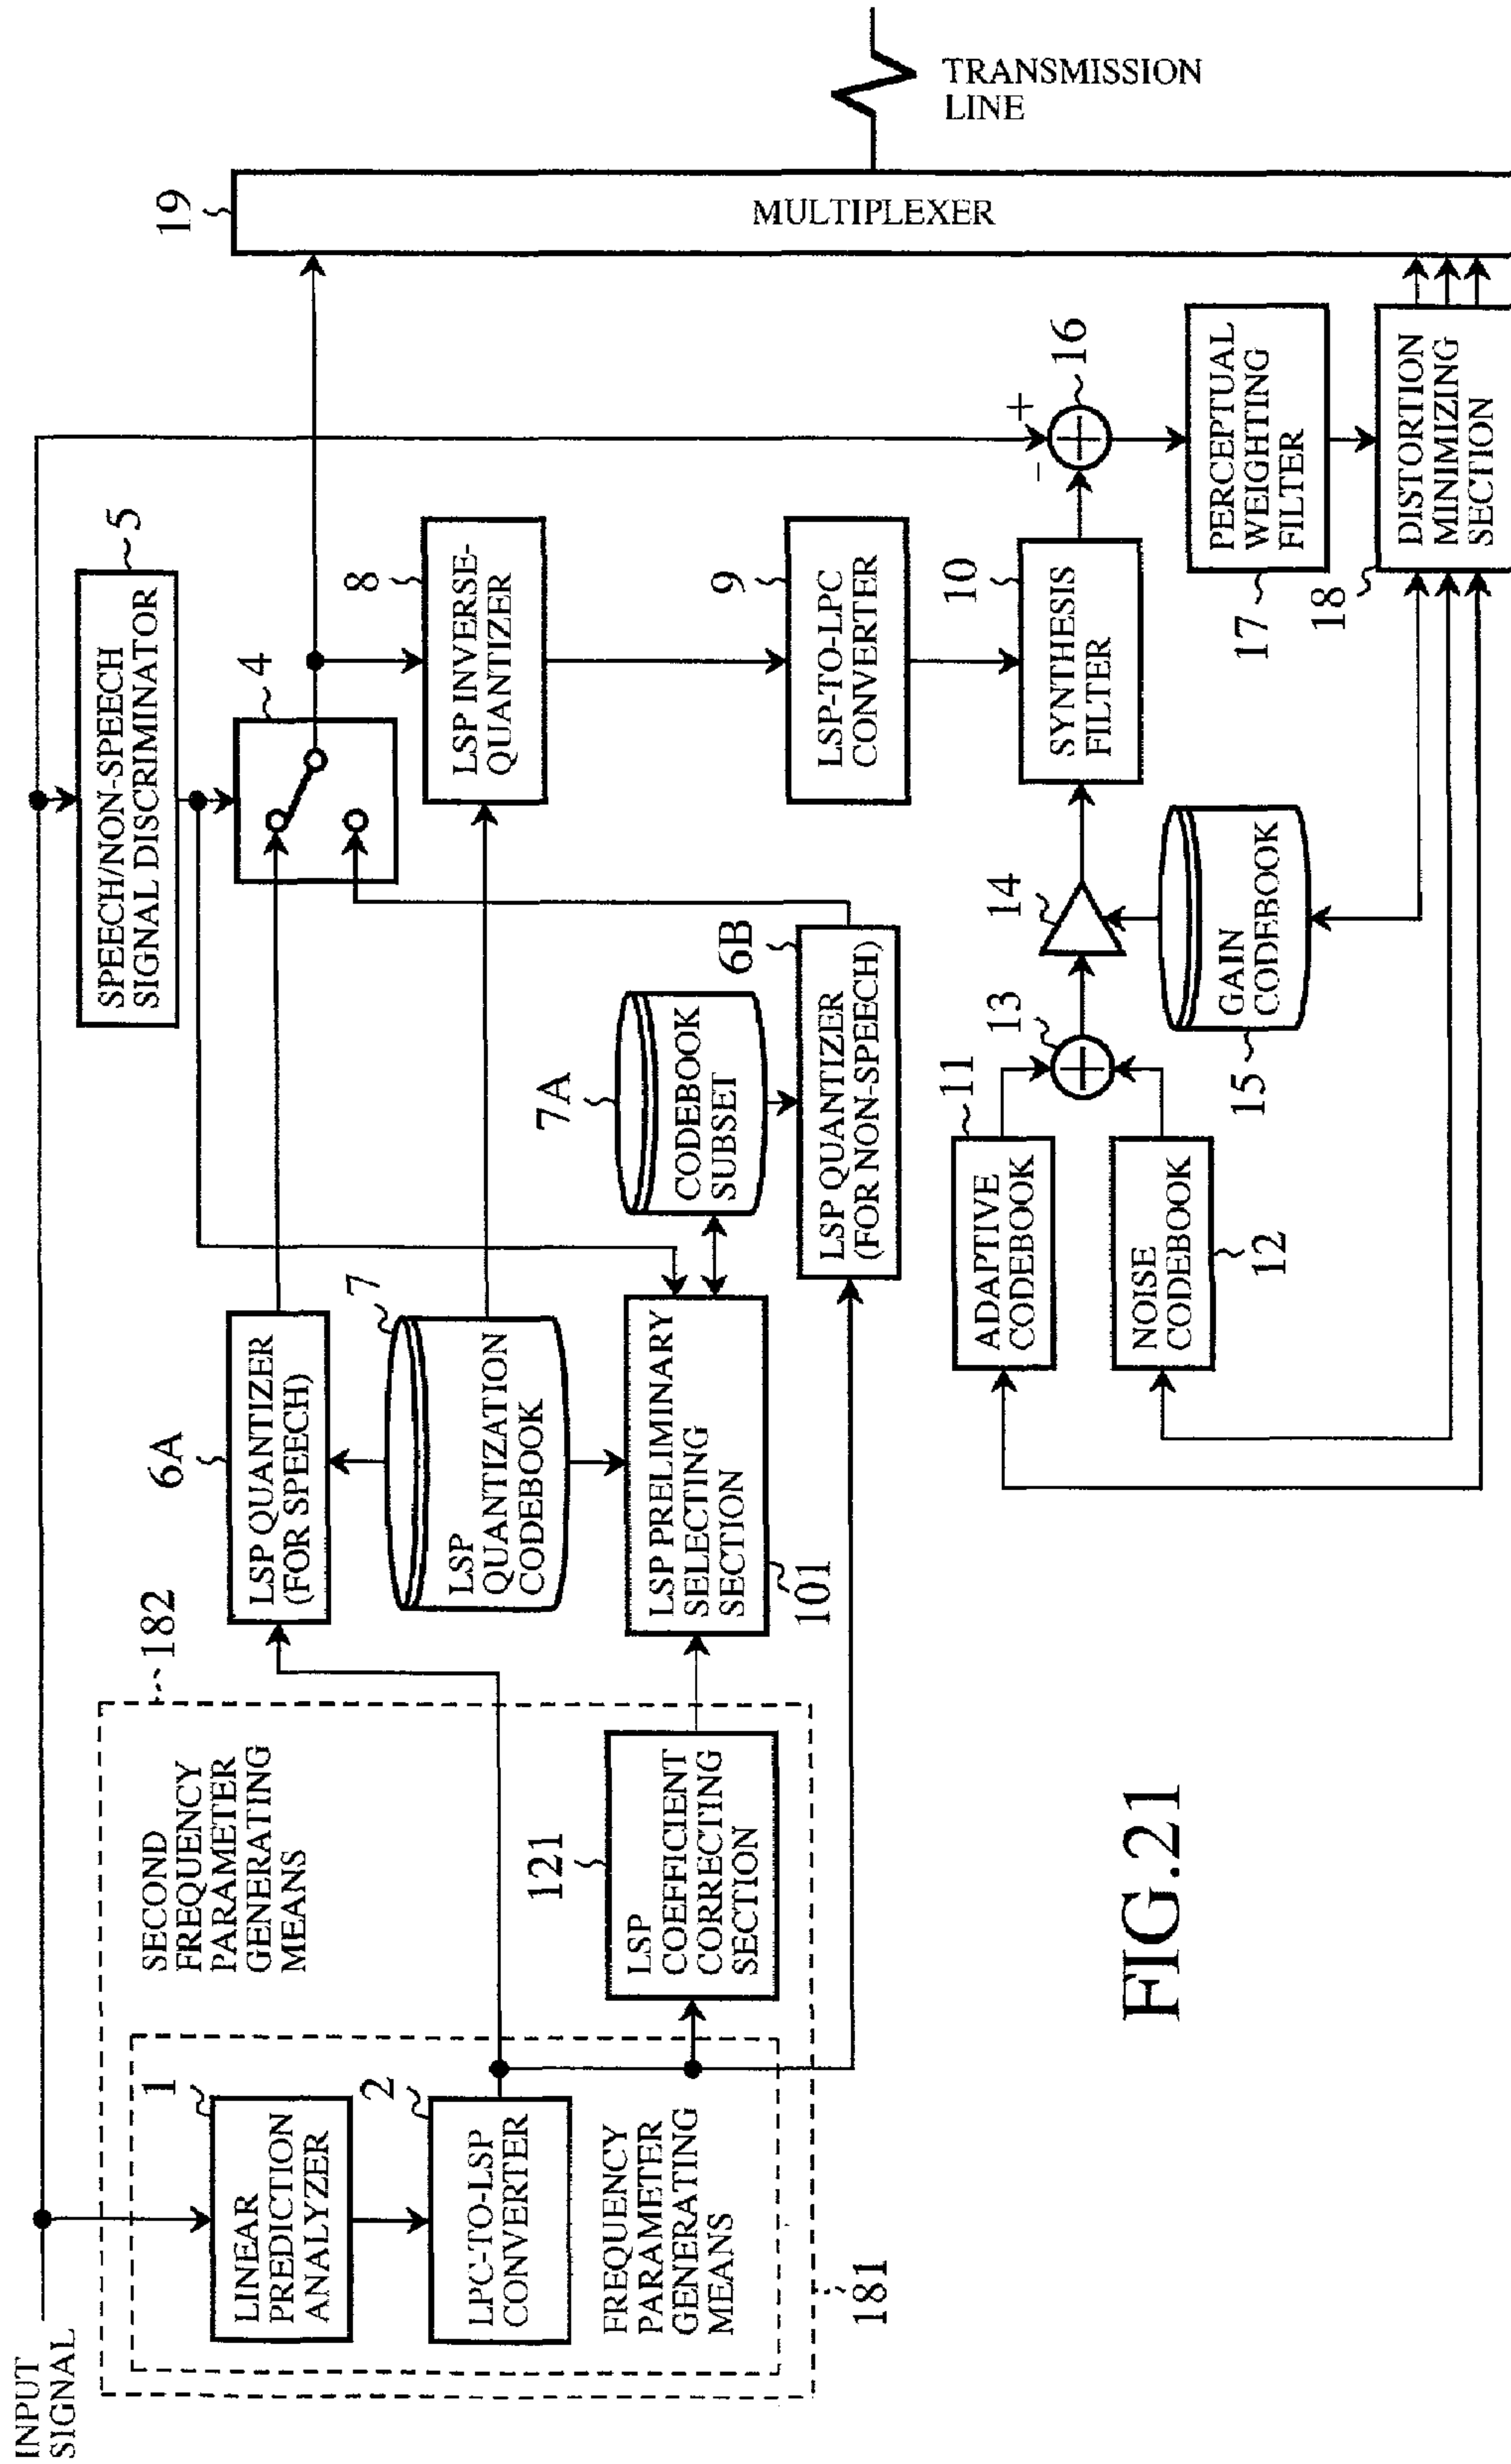 INPUT
SIGNAL
SECOND
FREQUENCY
PARAMETER
GENERATING
MEANS
182
1
LINEAR
PREDICTION
ANALYZER
2
LPC-TO-LSP
CONVERTER
FREQUENCY
PARAMETER
GENERATING
MEANS
181
121
LSP
COEFFICIENT
CORRECTING
SECTION
6A
LSP QUANTIZER
(FOR SPEECH)
7
LSP
QUANTIZATION
CODEBOOK
LSP PRELIMINARY
SELECTING
SECTION
101
7A
CODEBOOK
SUBSET
6B
LSP QUANTIZER
(FOR NON-SPEECH)
SPEECH/NON-SPEECH
SIGNAL DISCRIMINATOR
5
4
8
LSP INVERSE-
QUANTIZER
9
LSP-TO-LPC
CONVERTER
10
SYNTHESIS
FILTER
11
ADAPTIVE
CODEBOOK
NOISE
CODEBOOK
12
13
14
GAIN
CODEBOOK
15
+
-
16
PERCEPTUAL
WEIGHTING
FILTER
17
18
DISTORTION
MINIMIZING
SECTION
19
MULTIPLEXER
TRANSMISSION
LINE
FIG.21